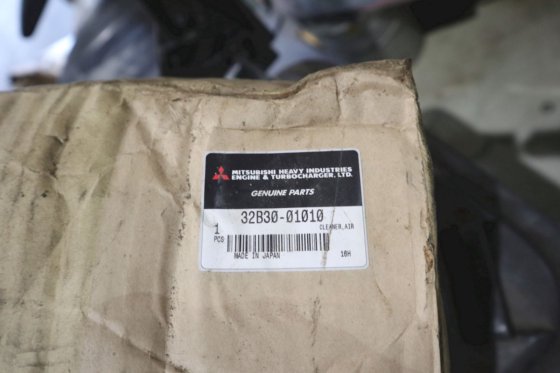 MITSUBISHI HEAVY INDUSTRIES
ENGINE & TURBOCHARGER, LTD.
GENUINE PARTS
32B30-01010
1 CLEANER,AIR
PCS
MADE IN JAPAN 10H